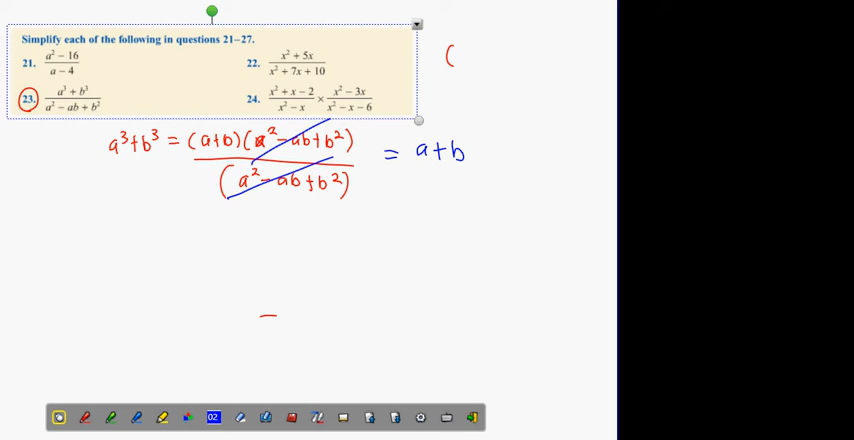 Simplify each of the following in questions 21–27.
21. (a² − 16)/(a − 4) 22. (x² + 5x)/(x² + 7x + 10)
23. (a³ + b³)/(a² − ab + b²) 24. (x² + x − 2)/(x² − x) × (x² − 3x)/(x² − x − 6)
(
a³+b³ = (a+b)(a²−ab+b²)
(a²−ab+b²)
= a+b
02